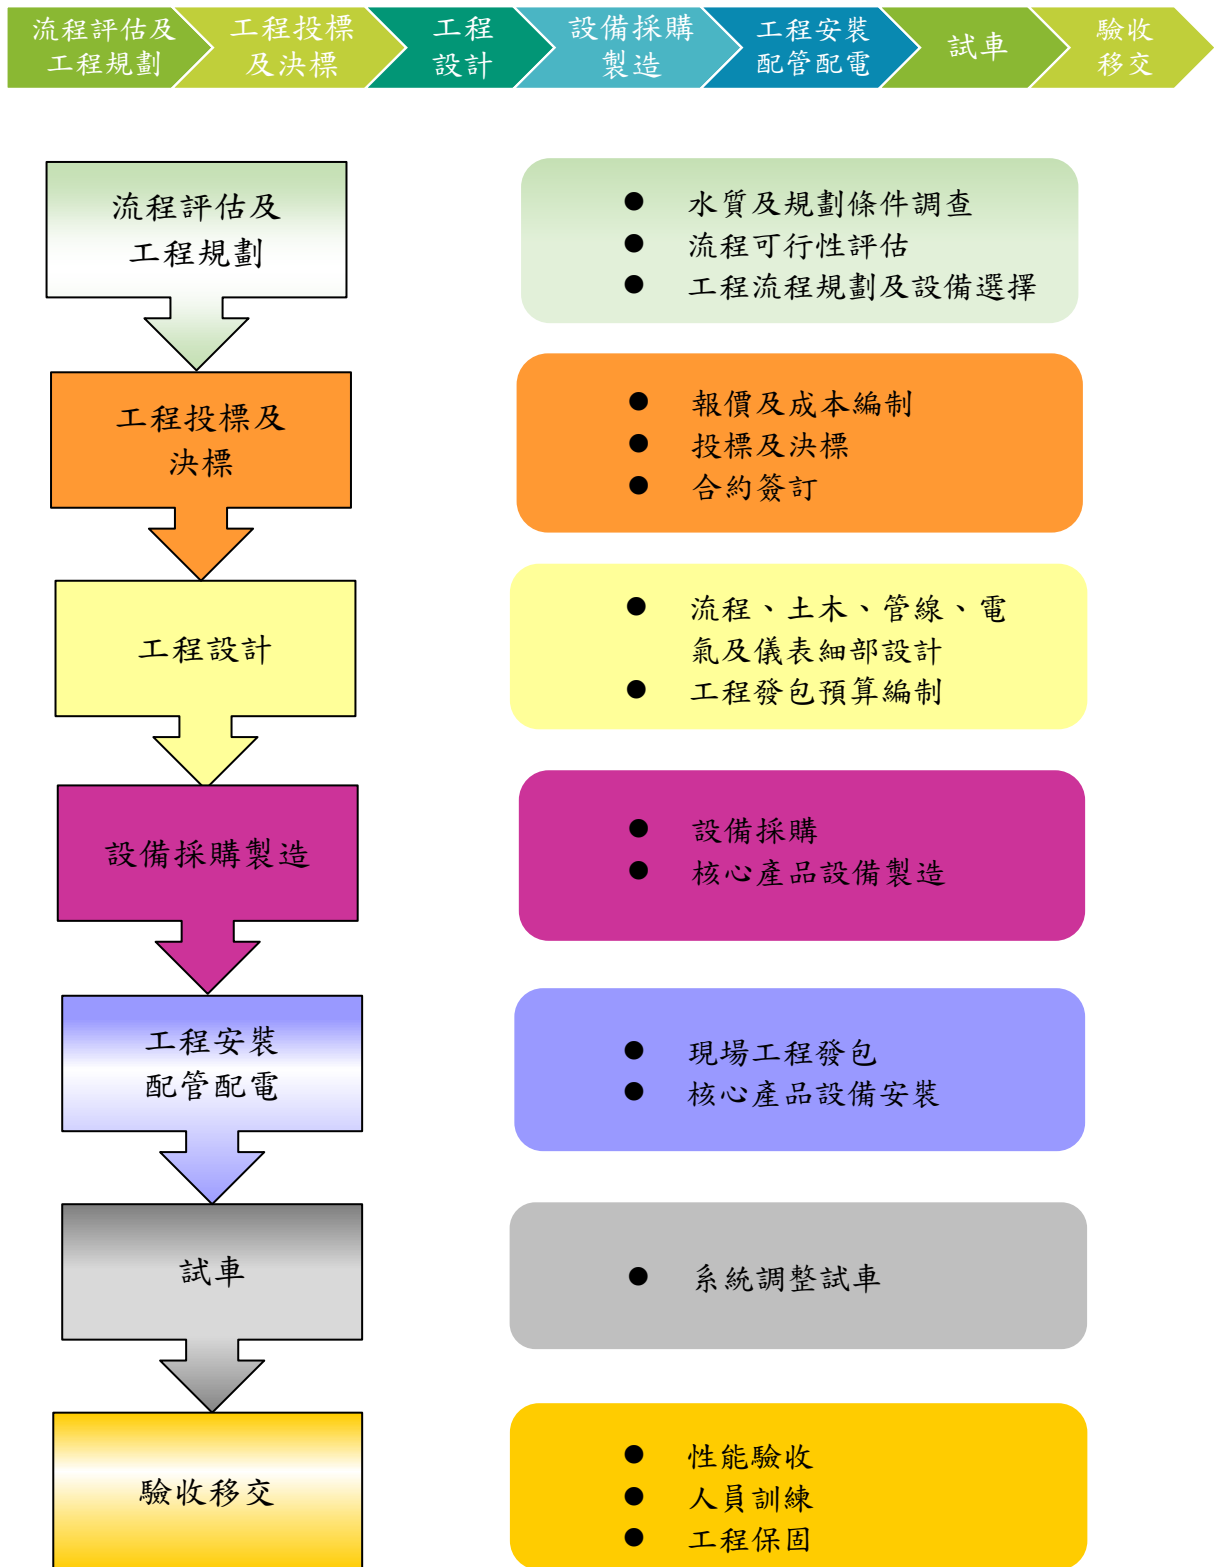 流程評估及
工程規劃
工程投標
及決標
工程
設計
設備採購
製造
工程安裝
配管配電
試車
驗收
移交
流程評估及
工程規劃
● 水質及規劃條件調查
● 流程可行性評估
● 工程流程規劃及設備選擇
工程投標及
決標
● 報價及成本編制
● 投標及決標
● 合約簽訂
工程設計
● 流程、土木、管線、電
氣及儀表細部設計
● 工程發包預算編制
設備採購製造
● 設備採購
● 核心產品設備製造
工程安裝
配管配電
● 現場工程發包
● 核心產品設備安裝
試車
● 系統調整試車
驗收移交
● 性能驗收
● 人員訓練
● 工程保固